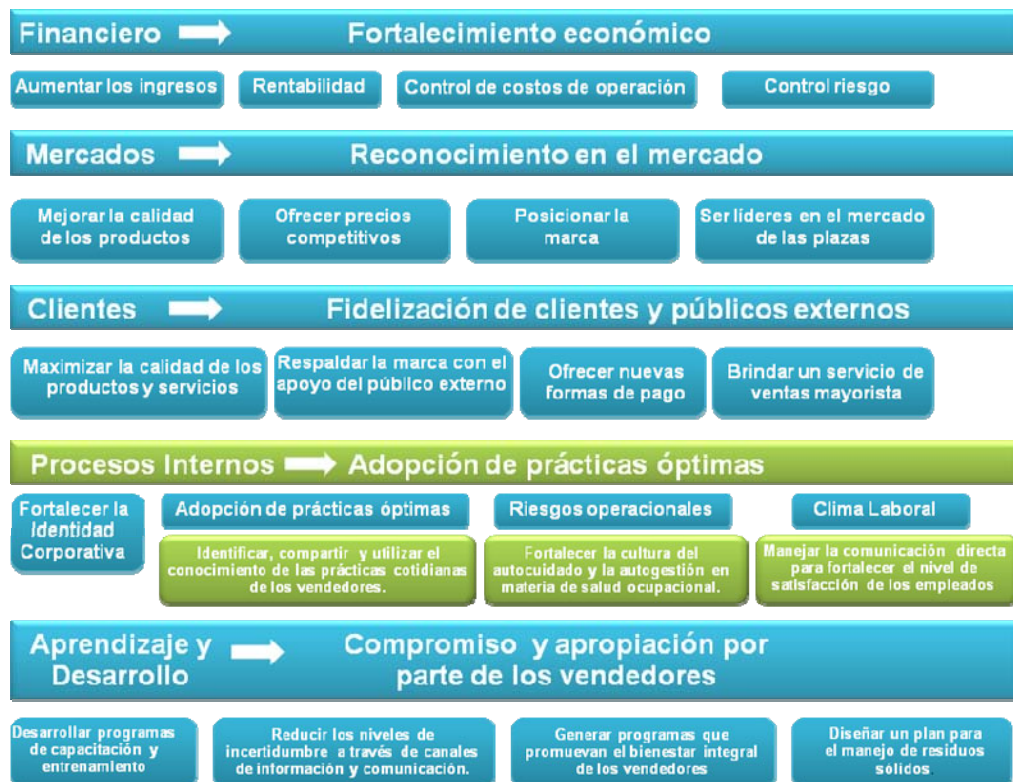 Financiero Fortalecimiento económico
Aumentar los ingresos Rentabilidad Control de costos de operación Control riesgo
Mercados Reconocimiento en el mercado
Mejorar la calidad
de los productos
Ofrecer precios
competitivos
Posicionar la
marca
Ser líderes en el mercado
de las plazas
Clientes Fidelización de clientes y públicos externos
Maximizar la calidad de los
productos y servicios
Respaldar la marca con el
apoyo del público externo
Ofrecer nuevas
formas de pago
Brindar un servicio de
ventas mayorista
Procesos Internos Adopción de prácticas óptimas
Fortalecer la
Identidad
Corporativa
Adopción de prácticas óptimas
Identificar, compartir y utilizar el
conocimiento de las prácticas cotidianas
de los vendedores.
Riesgos operacionales
Fortalecer la cultura del
autocuidado y la autogestión en
materia de salud ocupacional.
Clima Laboral
Manejar la comunicación directa
para fortalecer el nivel de
satisfacción de los empleados
Aprendizaje y
Desarrollo
Compromiso y apropiación por
parte de los vendedores
Desarrollar programas
de capacitación y
entrenamiento
Reducir los niveles de
incertidumbre a través de canales
de información y comunicación.
Generar programas que
promuevan el bienestar integral
de los vendedores
Diseñar un plan para
el manejo de residuos
sólidos.